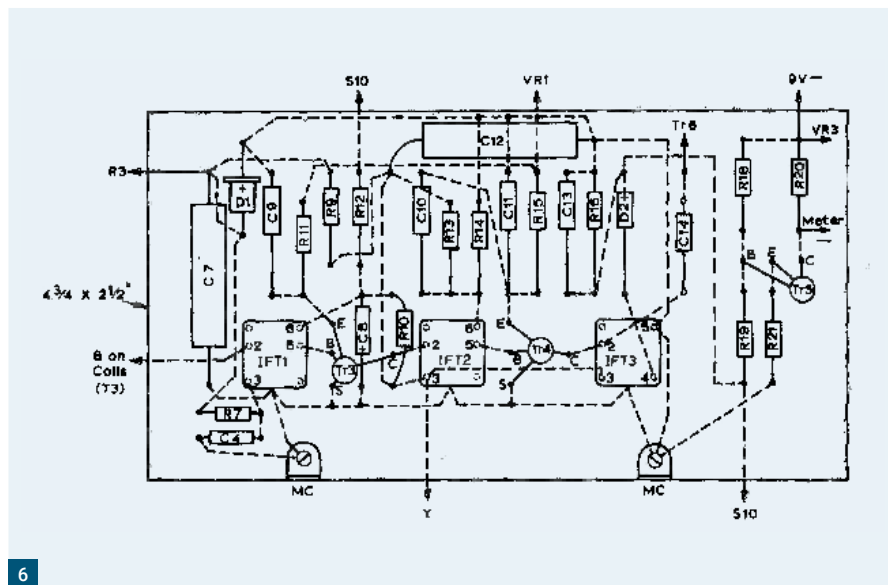 S10
VR1
9V−
C12
Tr6
VR3
R3
D1
+
C9
R11
R9
R12
C10
R13
R14
C11
R15
C13
R16
D2+
C14
R18
R20
Meter
−
C7
4¾ X 2½"
B
E
C
Tr5
R19
R21
6
5
2
3
IFT1
E
B
Tr3
S
+C8
R10
C
6
2
5
3
IFT2
E
B
Tr4
C
S
5
2
3
4
IFT3
8 on
Coils
(T3)
R7
C4
MC
MC
Y
S10
6